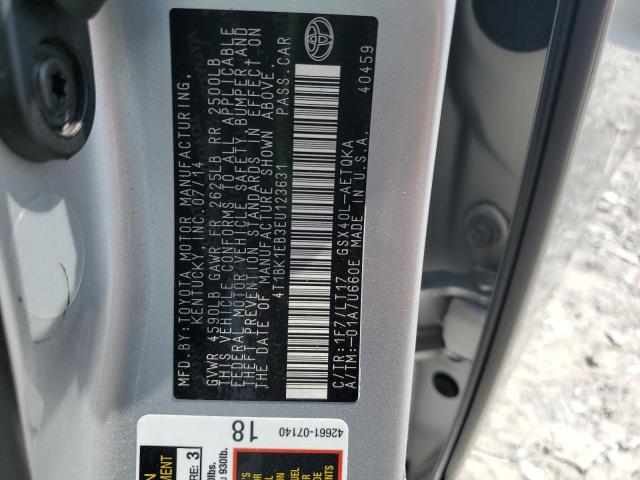 MFD. BY:TOYOTA MOTOR MANUFACTURING,
KENTUCKY, INC. 07/14
GVWR 4590LB GAWR FR 2625LB RR 2500LB
THIS VEHICLE CONFORMS TO ALL APPLICABLE
FEDERAL MOTOR VEHICLE SAFETY, BUMPER, AND
THEFT PREVENTION STANDARDS IN EFFECT ON
THE DATE OF MANUFACTURE SHOWN ABOVE.
4T1BK1EB3EU123631 PASS.CAR
C/TR:1F7/LT17 GSX40L-AETQKA
A/TM:-01A/U660E MADE IN U.S.A.
40459
42661-07140
18
RE: 3
930lb.